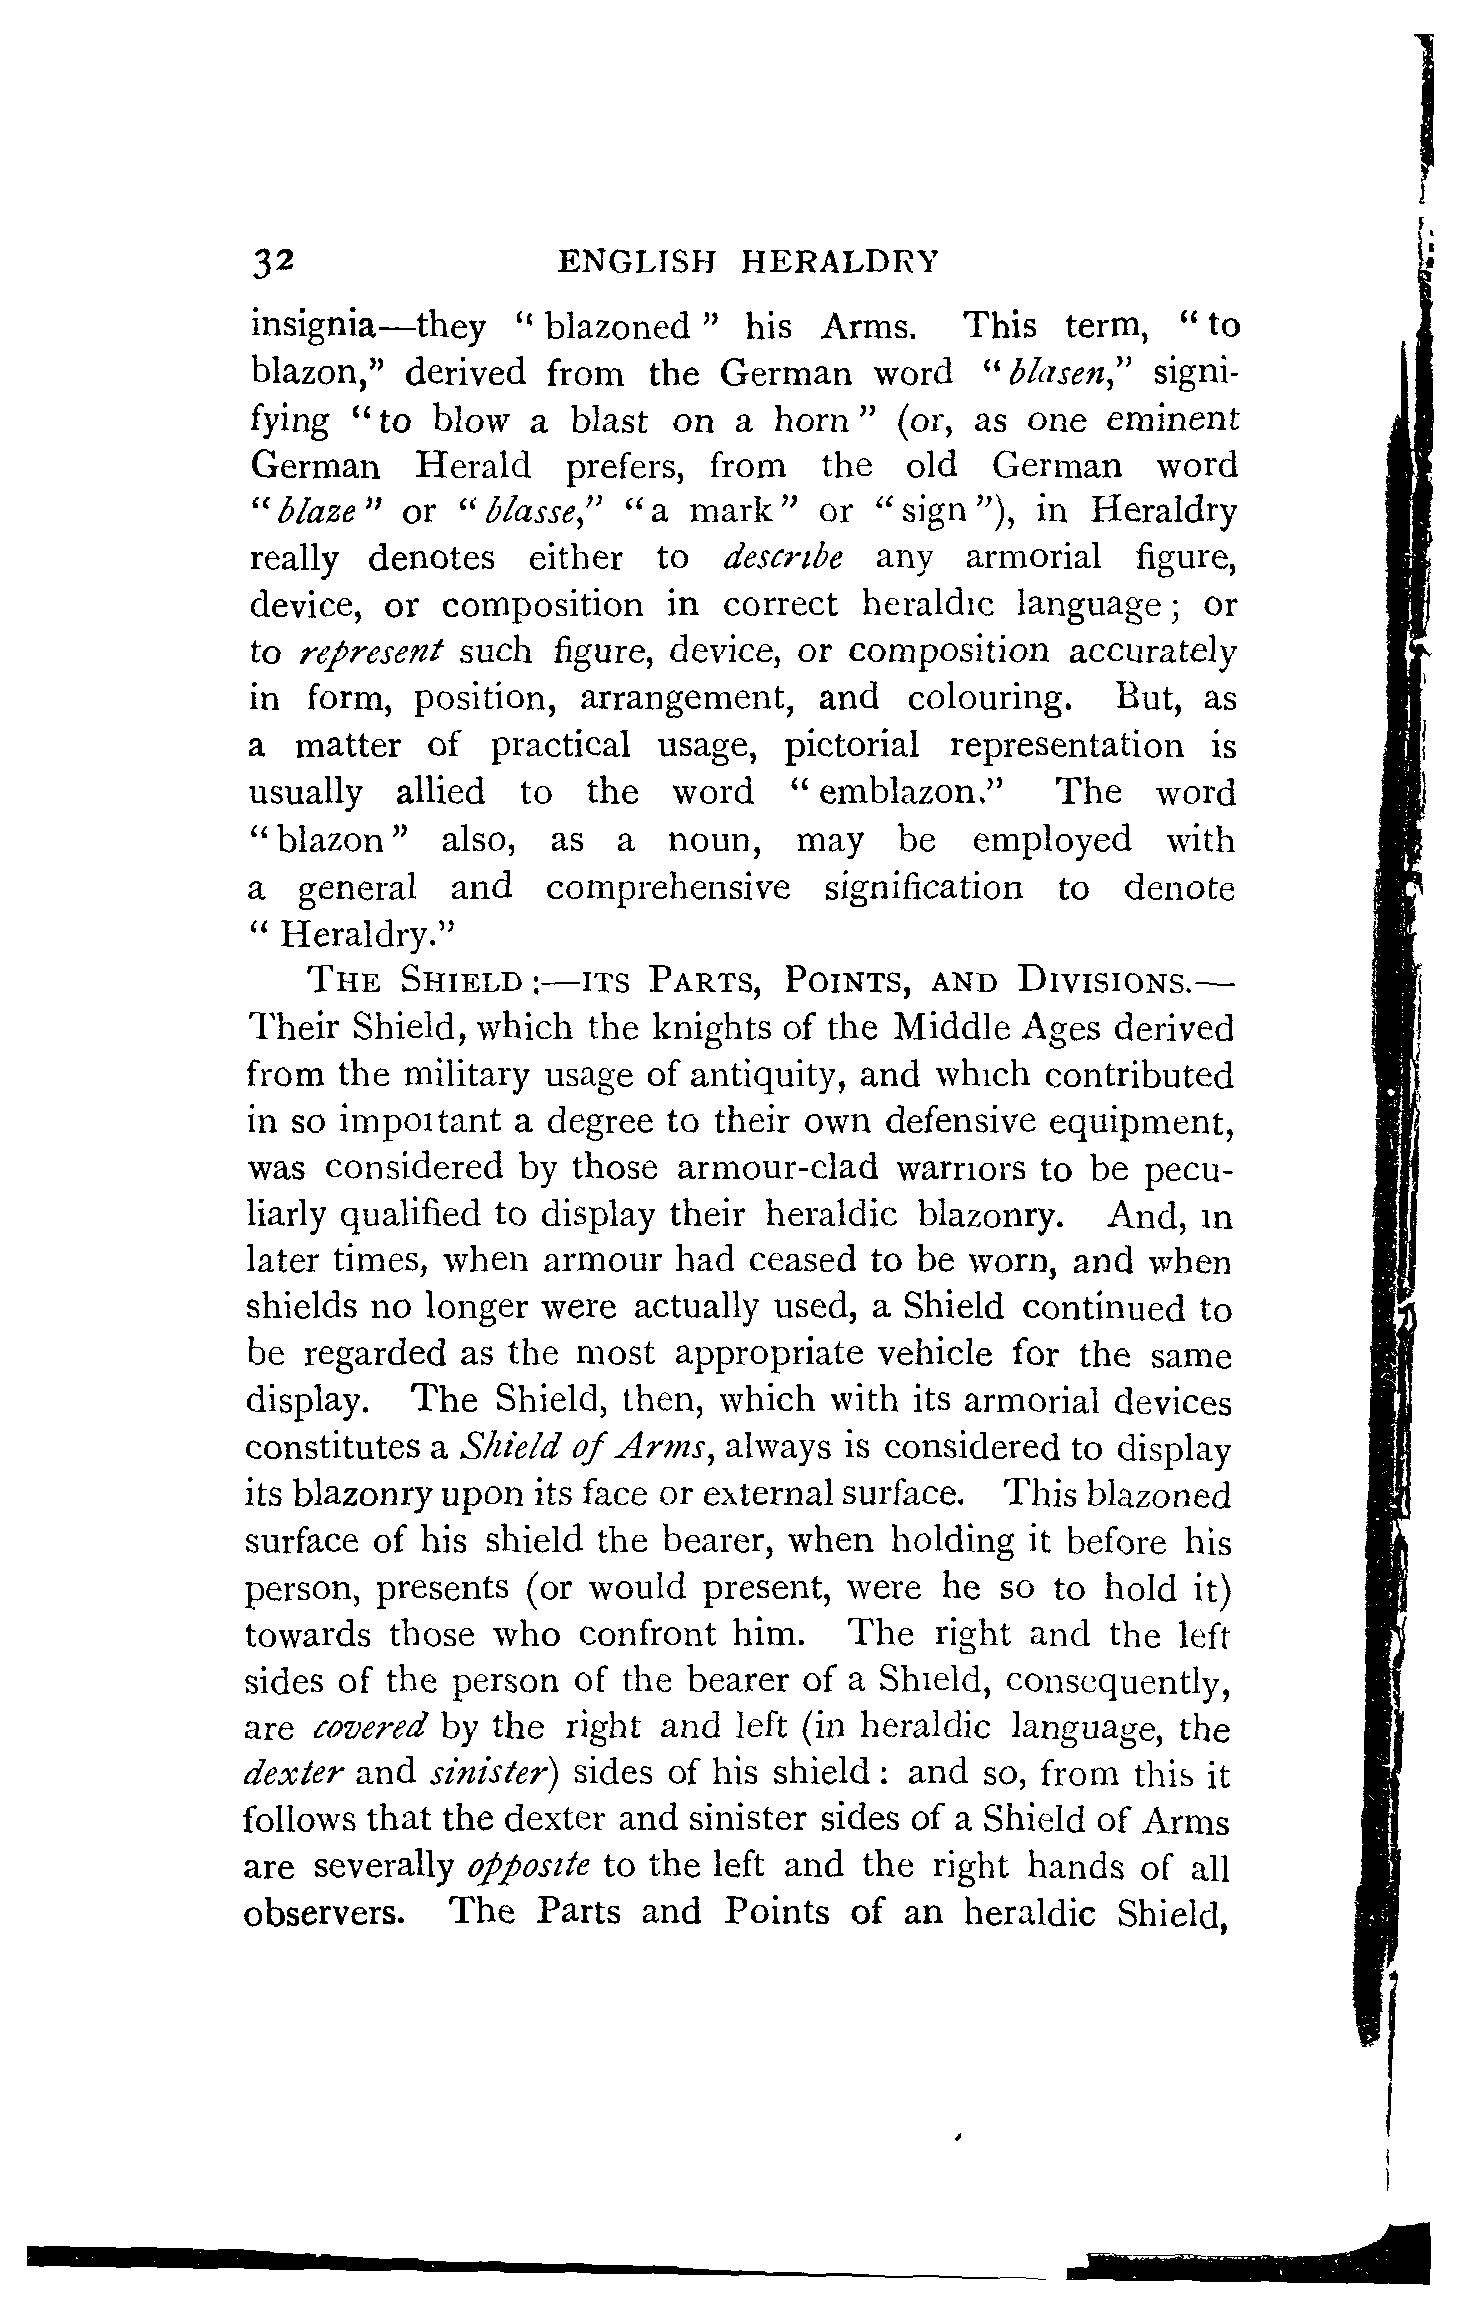 32 ENGLISH HERALDRY
insignia—they “ blazoned ” his Arms. This term, “ to
blazon,” derived from the German word “ blasen,” signi-
fying “ to blow a blast on a horn ” (or, as one eminent
German Herald prefers, from the old German word
“ blaze ” or “ blasse,” “ a mark ” or “ sign ”), in Heraldry
really denotes either to describe any armorial figure,
device, or composition in correct heraldic language ; or
to represent such figure, device, or composition accurately
in form, position, arrangement, and colouring. But, as
a matter of practical usage, pictorial representation is
usually allied to the word “ emblazon.” The word
“ blazon ” also, as a noun, may be employed with
a general and comprehensive signification to denote
“ Heraldry.”
THE SHIELD :—ITS PARTS, POINTS, AND DIVISIONS.—
Their Shield, which the knights of the Middle Ages derived
from the military usage of antiquity, and which contributed
in so important a degree to their own defensive equipment,
was considered by those armour-clad warriors to be pecu-
liarly qualified to display their heraldic blazonry. And, in
later times, when armour had ceased to be worn, and when
shields no longer were actually used, a Shield continued to
be regarded as the most appropriate vehicle for the same
display. The Shield, then, which with its armorial devices
constitutes a Shield of Arms, always is considered to display
its blazonry upon its face or external surface. This blazoned
surface of his shield the bearer, when holding it before his
person, presents (or would present, were he so to hold it)
towards those who confront him. The right and the left
sides of the person of the bearer of a Shield, consequently,
are covered by the right and left (in heraldic language, the
dexter and sinister) sides of his shield : and so, from this it
follows that the dexter and sinister sides of a Shield of Arms
are severally opposite to the left and the right hands of all
observers. The Parts and Points of an heraldic Shield,